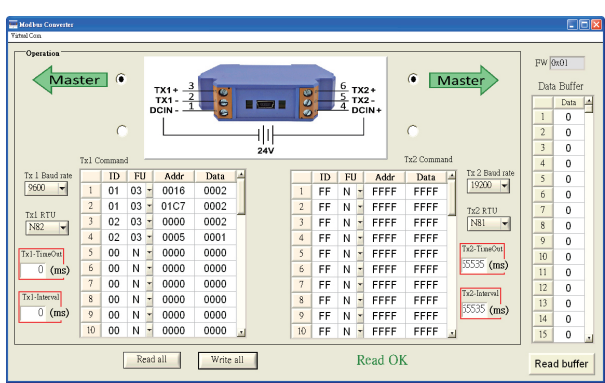 Modbus Converter
Virtual Com
Operation
Master
TX1 + 3
TX1 - 2
DCIN - 1
6 TX2+
5 TX2-
4 DCIN+
24V
Master
FW 0x01
Data Buffer
Tx1 Command
Tx2 Command
Tx 1 Baud rate
9600
Tx1 RTU
N82
Tx1-TimeOut
0 (ms)
Tx1-Interval
0 (ms)
ID FU Addr Data
1 01 03 0016 0002
2 01 03 01C7 0002
3 02 03 0000 0002
4 02 03 0005 0001
5 00 N 0000 0000
6 00 N 0000 0000
7 00 N 0000 0000
8 00 N 0000 0000
9 00 N 0000 0000
10 00 N 0000 0000
ID FU Addr Data
1 FF N FFFF FFFF
2 FF N FFFF FFFF
3 FF N FFFF FFFF
4 FF N FFFF FFFF
5 FF N FFFF FFFF
6 FF N FFFF FFFF
7 FF N FFFF FFFF
8 FF N FFFF FFFF
9 FF N FFFF FFFF
10 FF N FFFF FFFF
Tx 2 Baud rate
19200
Tx2 RTU
N81
Tx2-TimeOut
55535 (ms)
Tx2-Interval
55535 (ms)
Data
1 0
2 0
3 0
4 0
5 0
6 0
7 0
8 0
9 0
10 0
11 0
12 0
13 0
14 0
15 0
Read all
Write all
Read OK
Read buffer